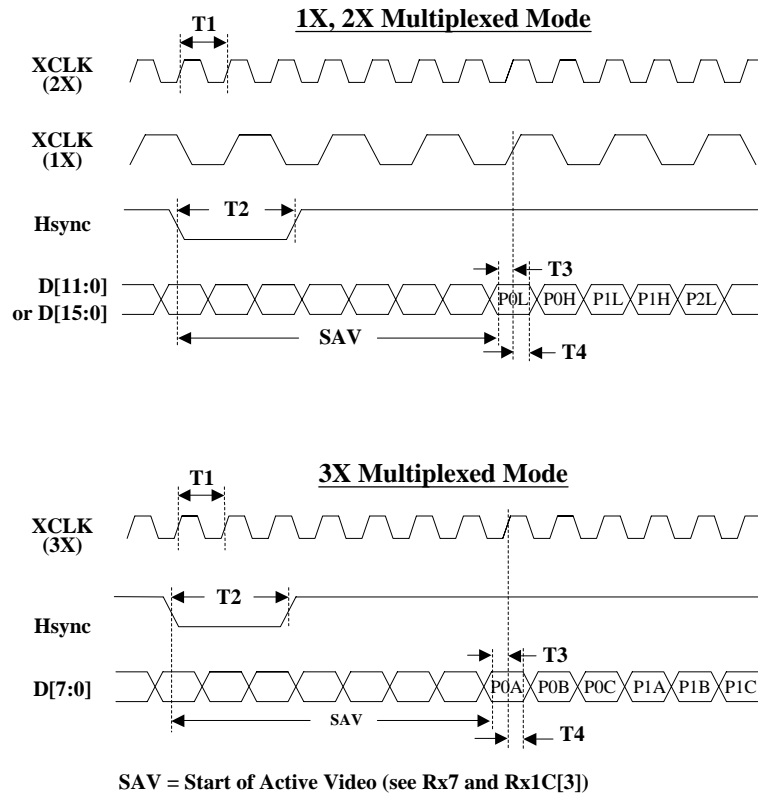 1X, 2X Multiplexed Mode
T1
XCLK
(2X)
XCLK
(1X)
T2
Hsync
T3
D[11:0]
or D[15:0]
P0L P0H P1L P1H P2L
SAV
T4
3X Multiplexed Mode
T1
XCLK
(3X)
T2
Hsync
T3
D[7:0]
P0A P0B P0C P1A P1B P1C
SAV
T4
SAV = Start of Active Video (see Rx7 and Rx1C[3])